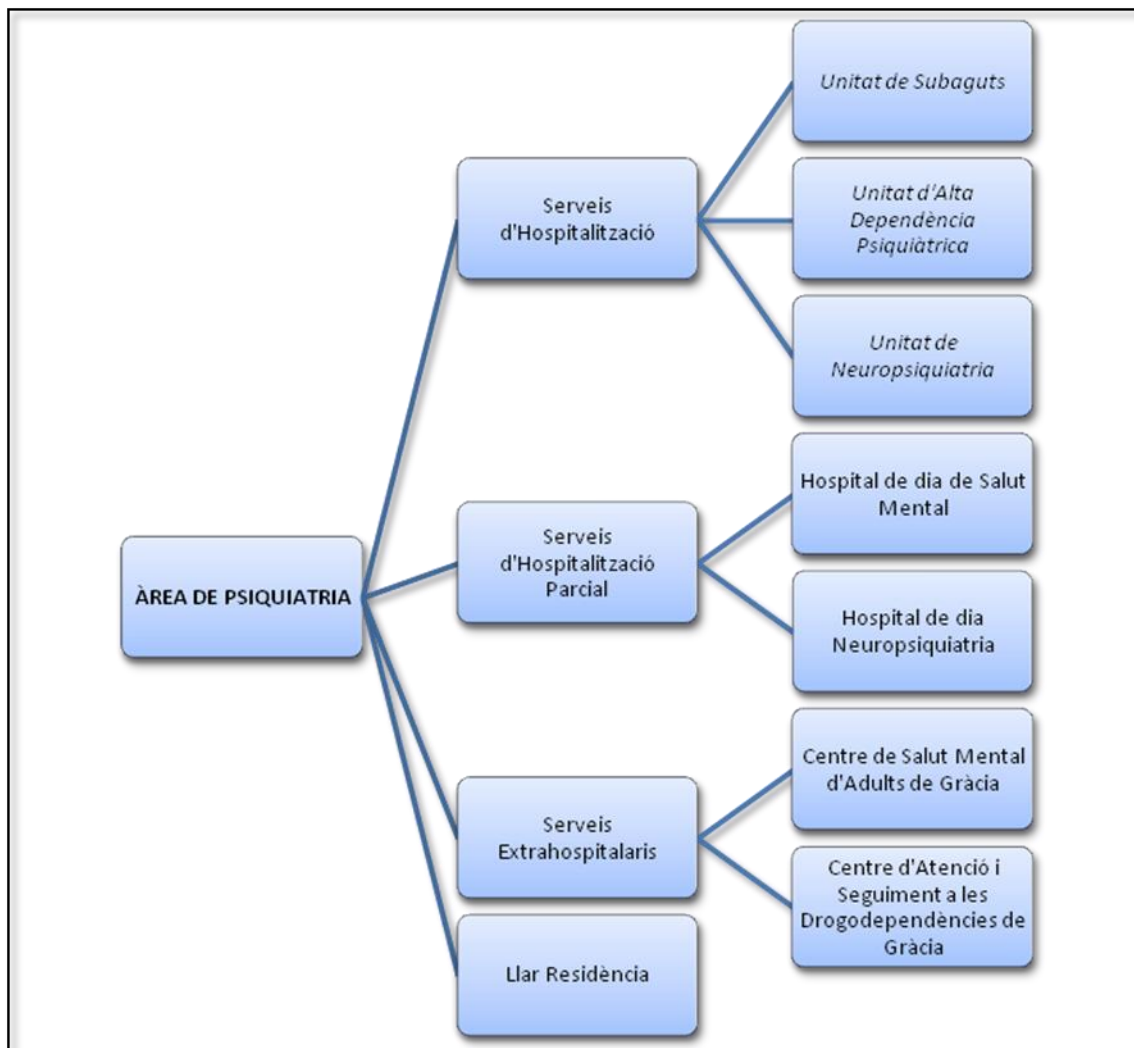 ÀREA DE PSIQUIATRIA
Serveis
d'Hospitalització
Unitat de Subaguts
Unitat d'Alta
Dependència
Psiquiàtrica
Unitat de
Neuropsiquiatria
Serveis
d'Hospitalització
Parcial
Hospital de dia de Salut
Mental
Hospital de dia
Neuropsiquiatria
Serveis
Extrahospitalaris
Centre de Salut Mental
d'Adults de Gràcia
Centre d'Atenció i
Seguiment a les
Drogodependències de
Gràcia
Llar Residència